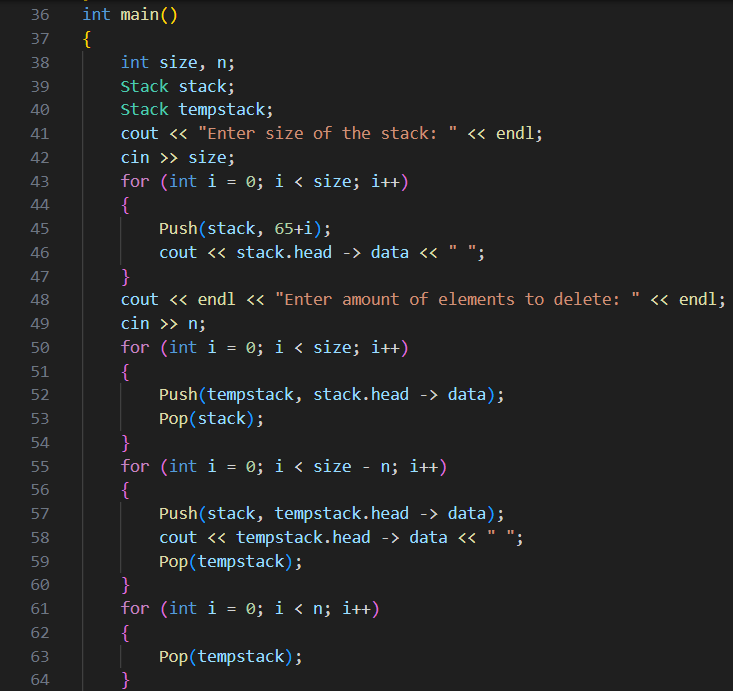 36 int main()
37 {
38     int size, n;
39     Stack stack;
40     Stack tempstack;
41     cout << "Enter size of the stack: " << endl;
42     cin >> size;
43     for (int i = 0; i < size; i++)
44     {
45         Push(stack, 65+i);
46         cout << stack.head -> data << " ";
47     }
48     cout << endl << "Enter amount of elements to delete: " << endl;
49     cin >> n;
50     for (int i = 0; i < size; i++)
51     {
52         Push(tempstack, stack.head -> data);
53         Pop(stack);
54     }
55     for (int i = 0; i < size - n; i++)
56     {
57         Push(stack, tempstack.head -> data);
58         cout << tempstack.head -> data << " ";
59         Pop(tempstack);
60     }
61     for (int i = 0; i < n; i++)
62     {
63         Pop(tempstack);
64     }